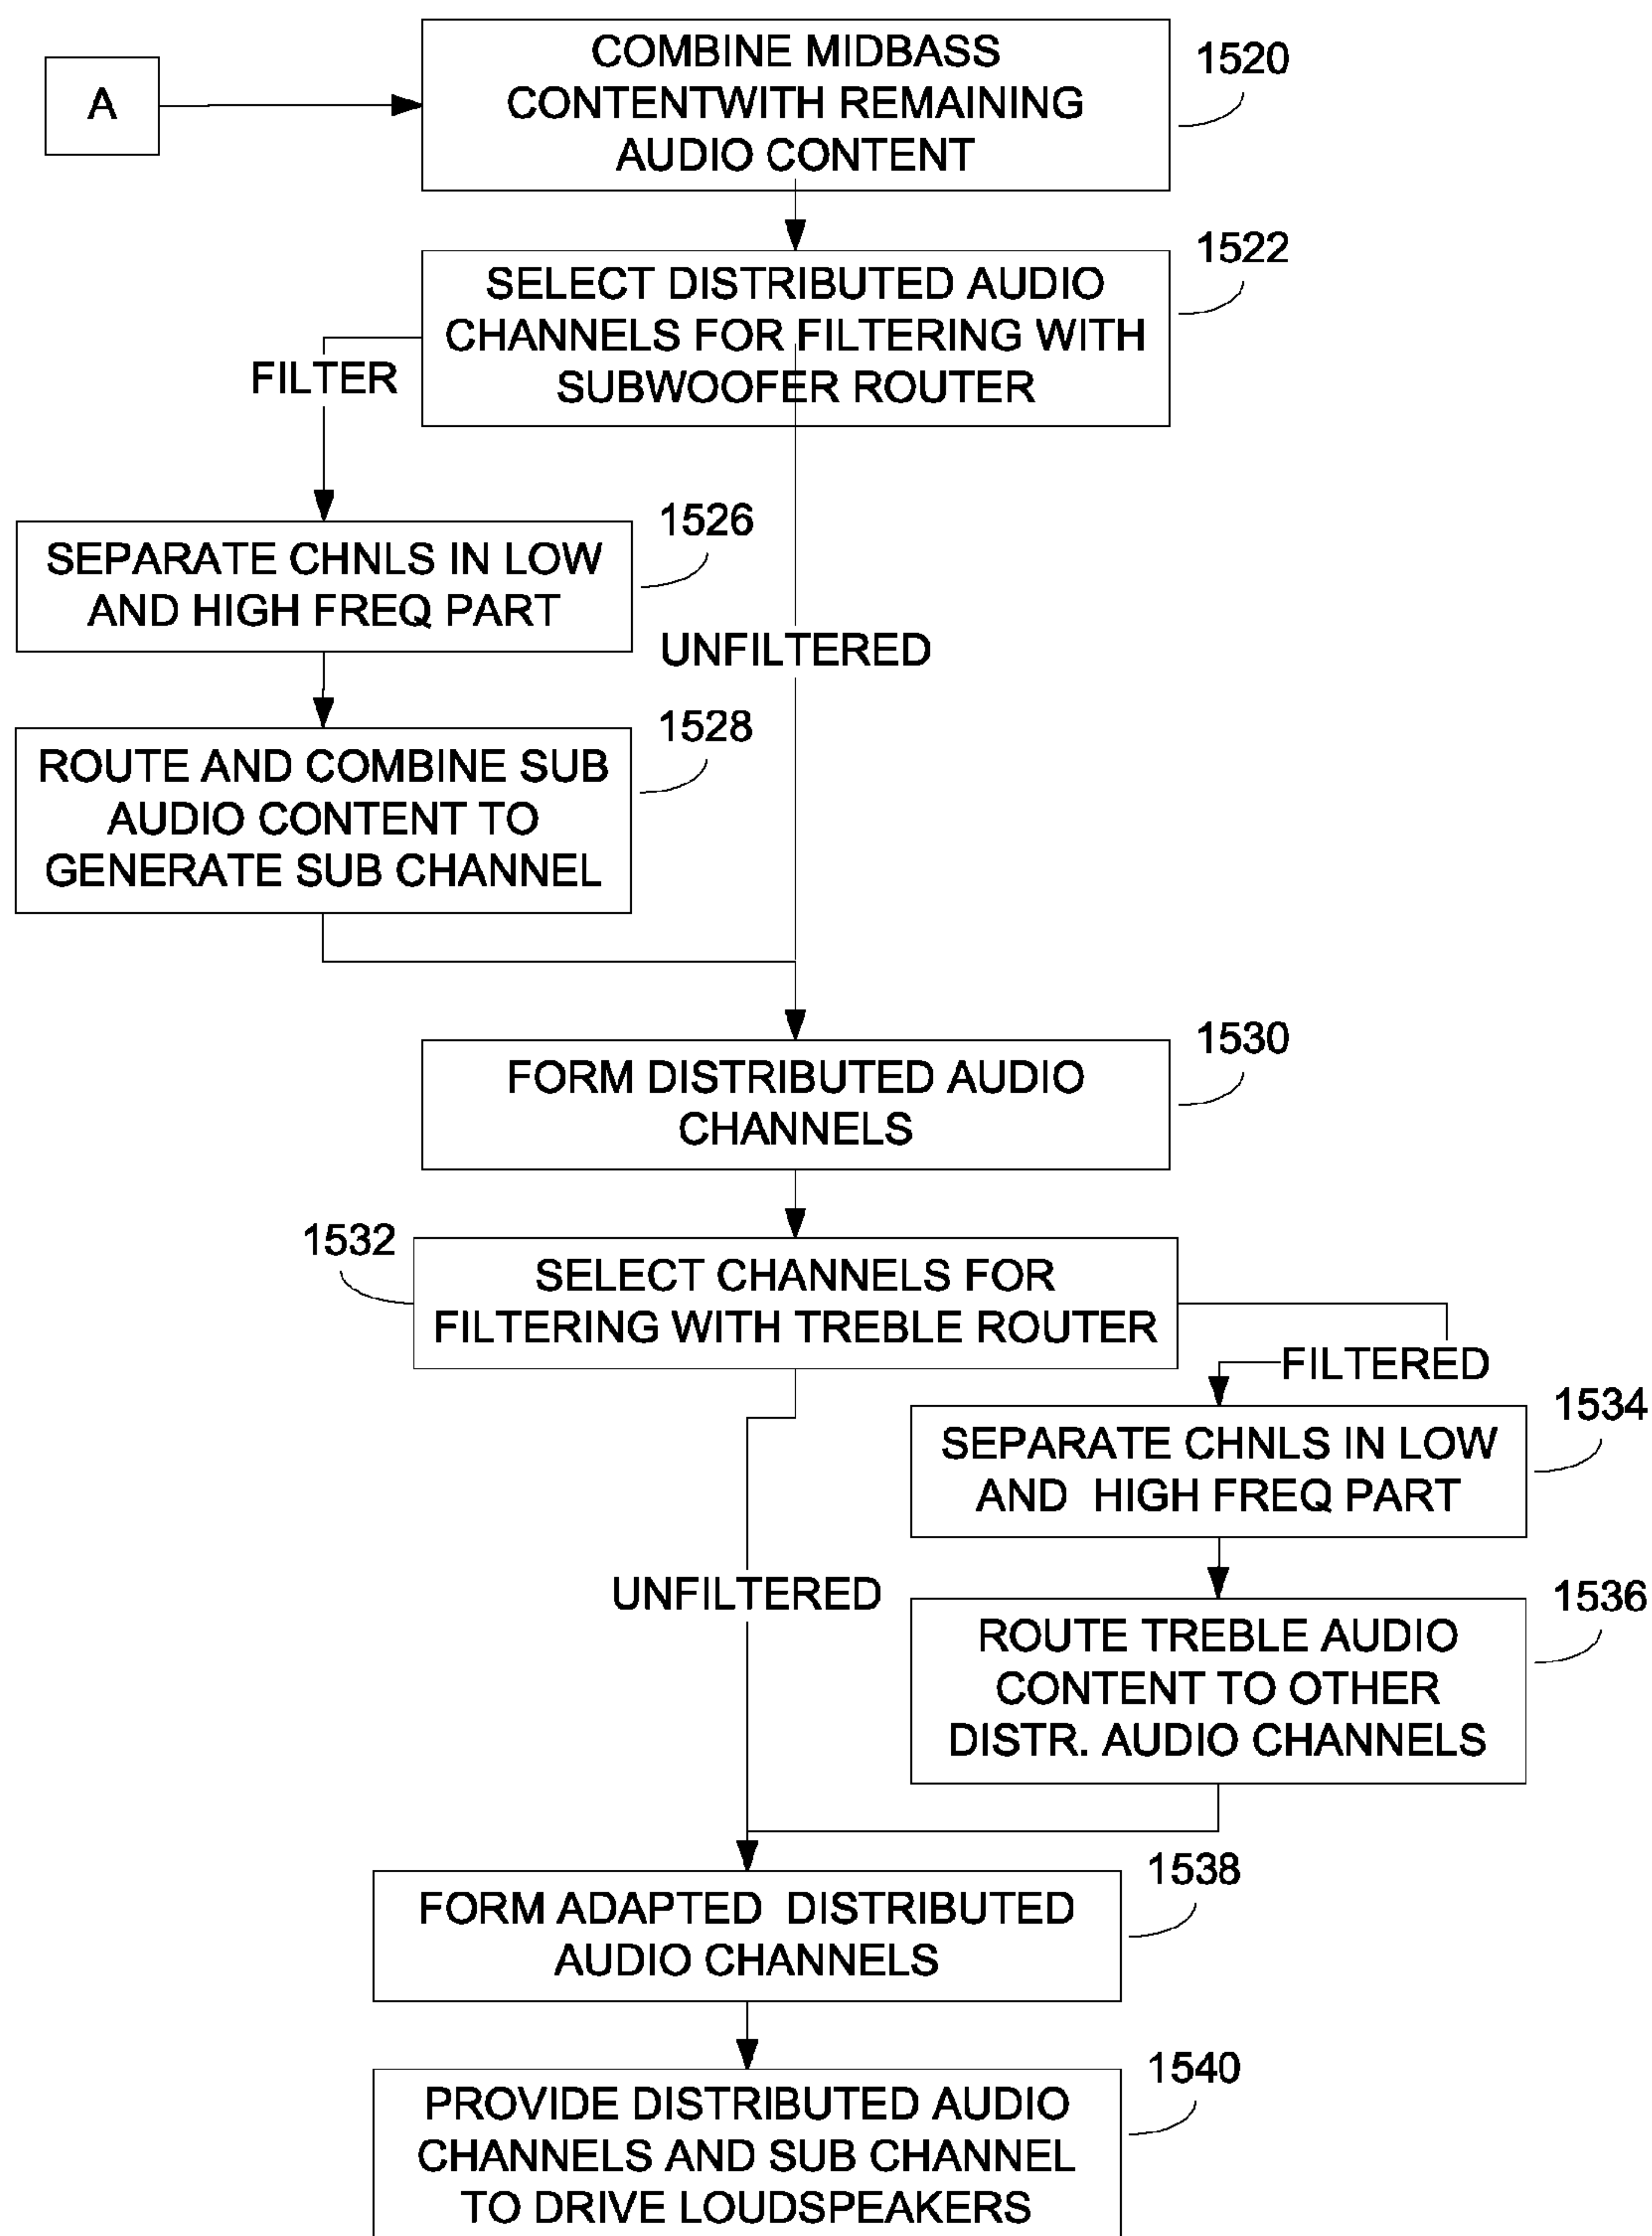 A
COMBINE MIDBASS
CONTENTWITH REMAINING
AUDIO CONTENT
1520
SELECT DISTRIBUTED AUDIO
CHANNELS FOR FILTERING WITH
SUBWOOFER ROUTER
1522
FILTER
SEPARATE CHNLS IN LOW
AND HIGH FREQ PART
1526
UNFILTERED
ROUTE AND COMBINE SUB
AUDIO CONTENT TO
GENERATE SUB CHANNEL
1528
FORM DISTRIBUTED AUDIO
CHANNELS
1530
1532
SELECT CHANNELS FOR
FILTERING WITH TREBLE ROUTER
FILTERED
SEPARATE CHNLS IN LOW
AND HIGH FREQ PART
1534
UNFILTERED
ROUTE TREBLE AUDIO
CONTENT TO OTHER
DISTR. AUDIO CHANNELS
1536
FORM ADAPTED DISTRIBUTED
AUDIO CHANNELS
1538
PROVIDE DISTRIBUTED AUDIO
CHANNELS AND SUB CHANNEL
TO DRIVE LOUDSPEAKERS
1540